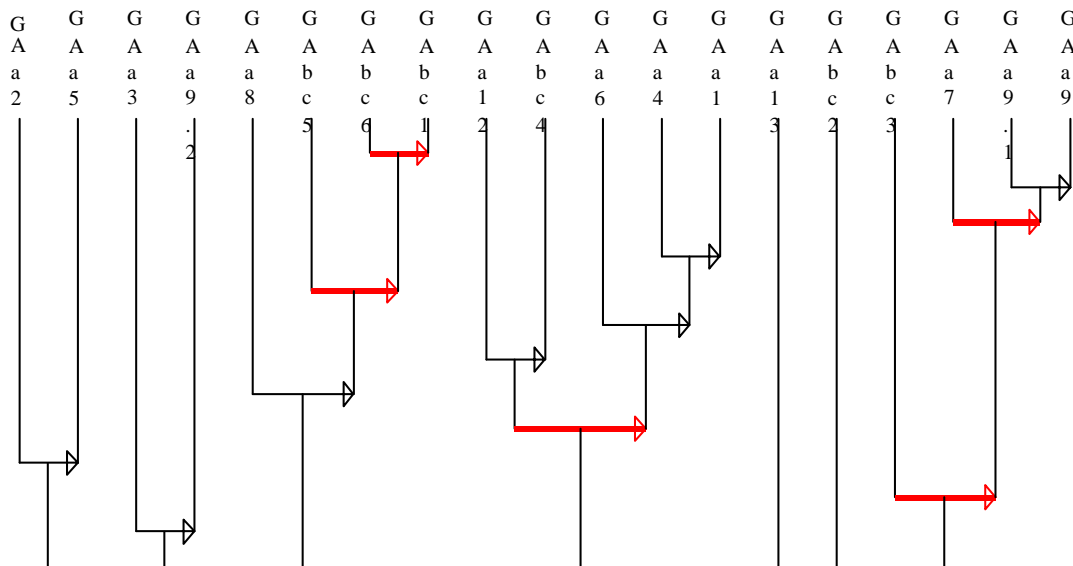 GAa2
GAa5
GAa3
GAa9.2
GAa8
GAbc5
GAbc6
GAbc1
GAa12
GAbc4
GAa6
GAa4
GAa1
GAa13
GAbc2
GAbc3
GAa7
GAa9.1
GAa9